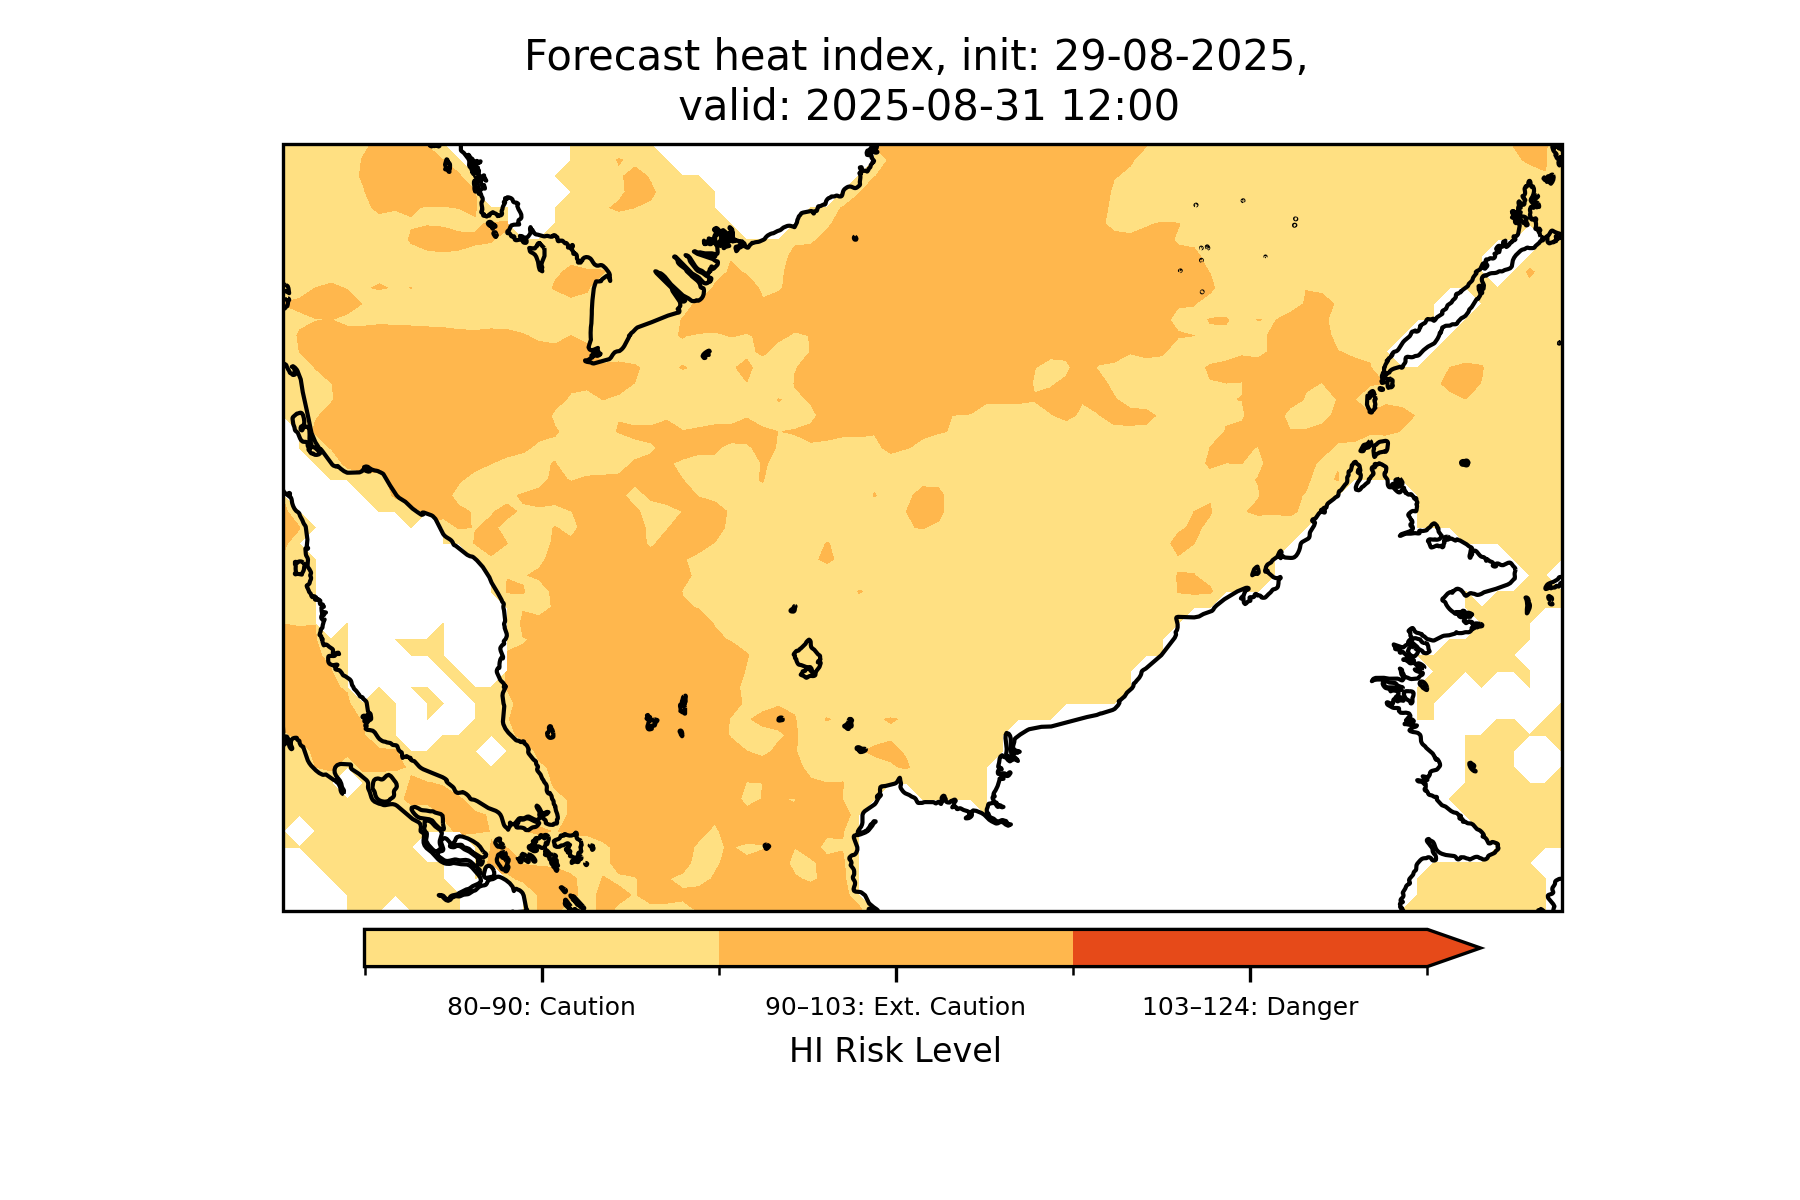 Forecast heat index, init: 29-08-2025,
valid: 2025-08-31 12:00
80–90: Caution
90–103: Ext. Caution
103–124: Danger
HI Risk Level